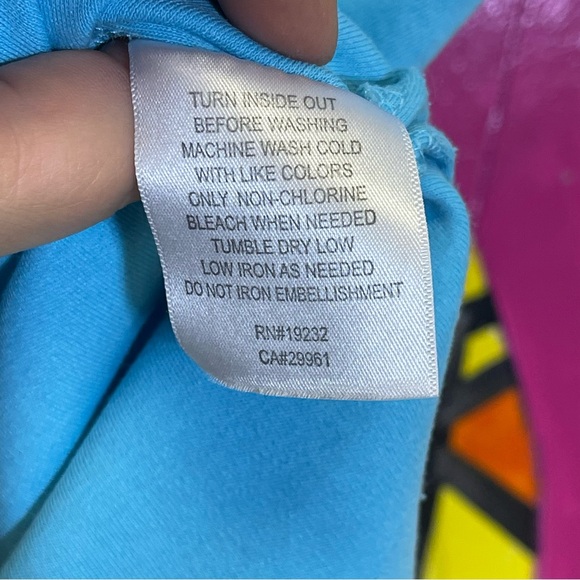 TURN INSIDE OUT
BEFORE WASHING
MACHINE WASH COLD
WITH LIKE COLORS
ONLY NON-CHLORINE
BLEACH WHEN NEEDED
TUMBLE DRY LOW
LOW IRON AS NEEDED
DO NOT IRON EMBELLISHMENT
RN#19232
CA#29961